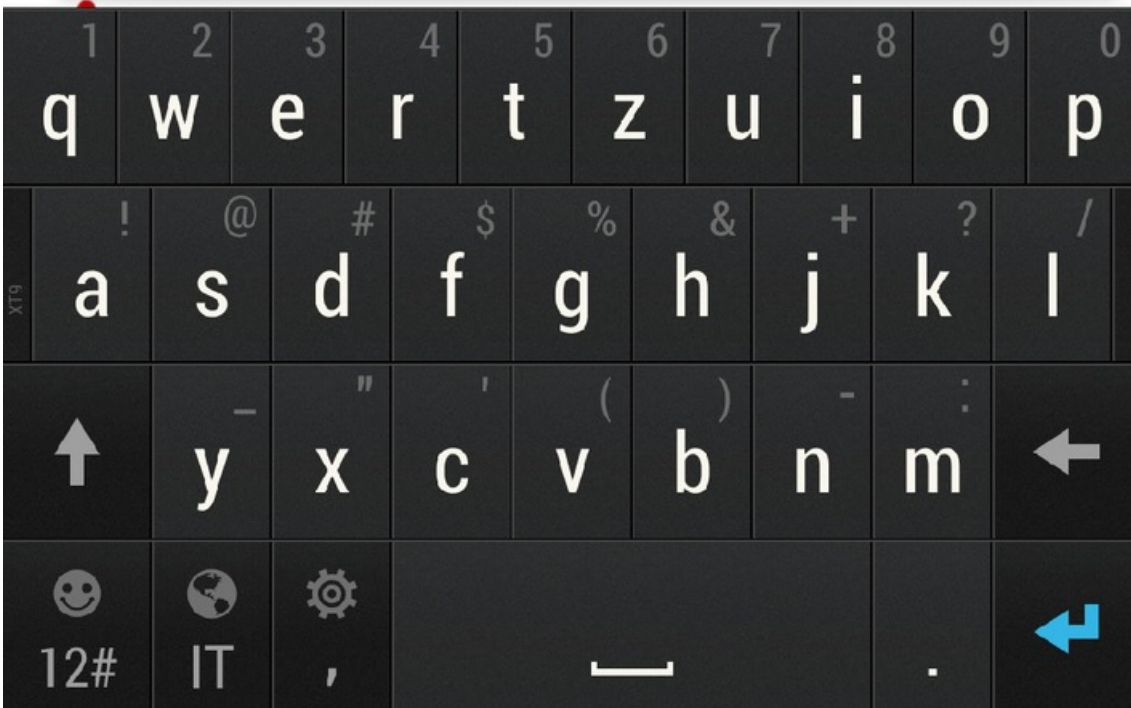 1 2 3 4 5 6 7 8 9 0
q w e r t z u i o p
! @ # $ % & + ? /
XT9 a s d f g h j k l
_ " ' ( ) - :
y x c v b n m
12# IT , .